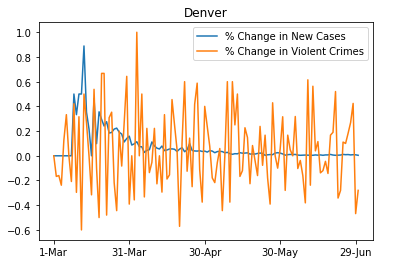 Denver
% Change in New Cases
% Change in Violent Crimes
1.0
0.8
0.6
0.4
0.2
0.0
−0.2
−0.4
−0.6
1-Mar 31-Mar 30-Apr 30-May 29-Jun